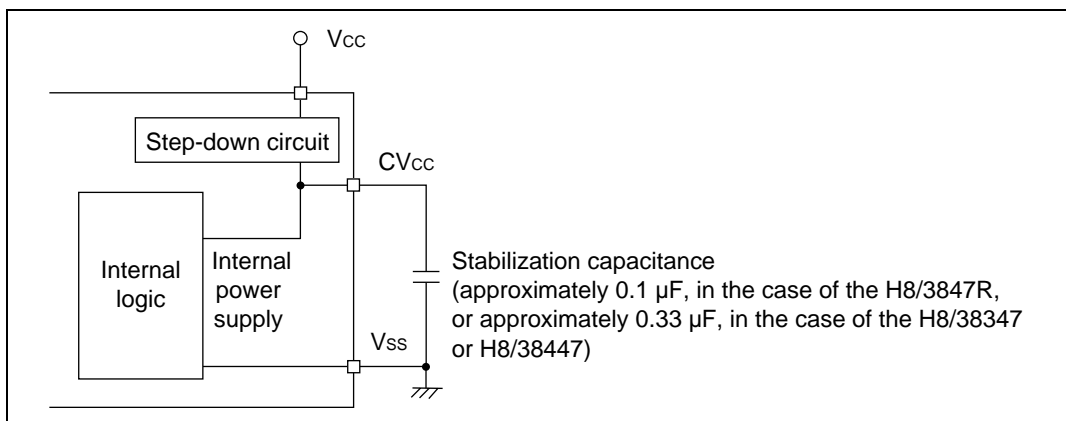 Vcc
Step-down circuit
CVcc
Internal
logic
Internal
power
supply
Stabilization capacitance
(approximately 0.1 µF, in the case of the H8/3847R,
or approximately 0.33 µF, in the case of the H8/38347
or H8/38447)
Vss